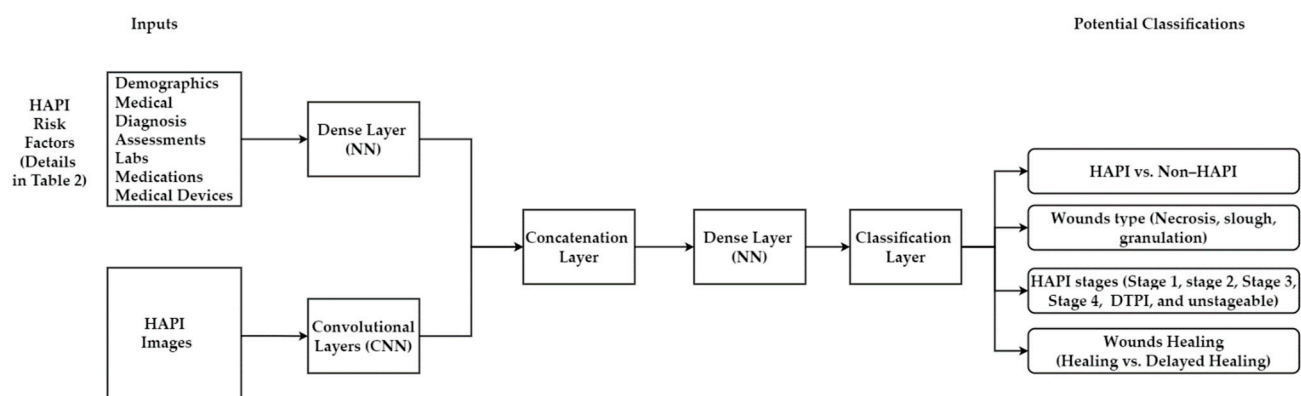 Inputs
Potential Classifications
HAPI
Risk
Factors
(Details
in Table 2)
Demographics
Medical
Diagnosis
Assessments
Labs
Medications
Medical Devices
Dense Layer
(NN)
HAPI
Images
Convolutional
Layers (CNN)
Concatenation
Layer
Dense Layer
(NN)
Classification
Layer
HAPI vs. Non–HAPI
Wounds type (Necrosis, slough,
granulation)
HAPI stages (Stage 1, stage 2, Stage 3,
Stage 4, DTPI, and unstageable)
Wounds Healing
(Healing vs. Delayed Healing)